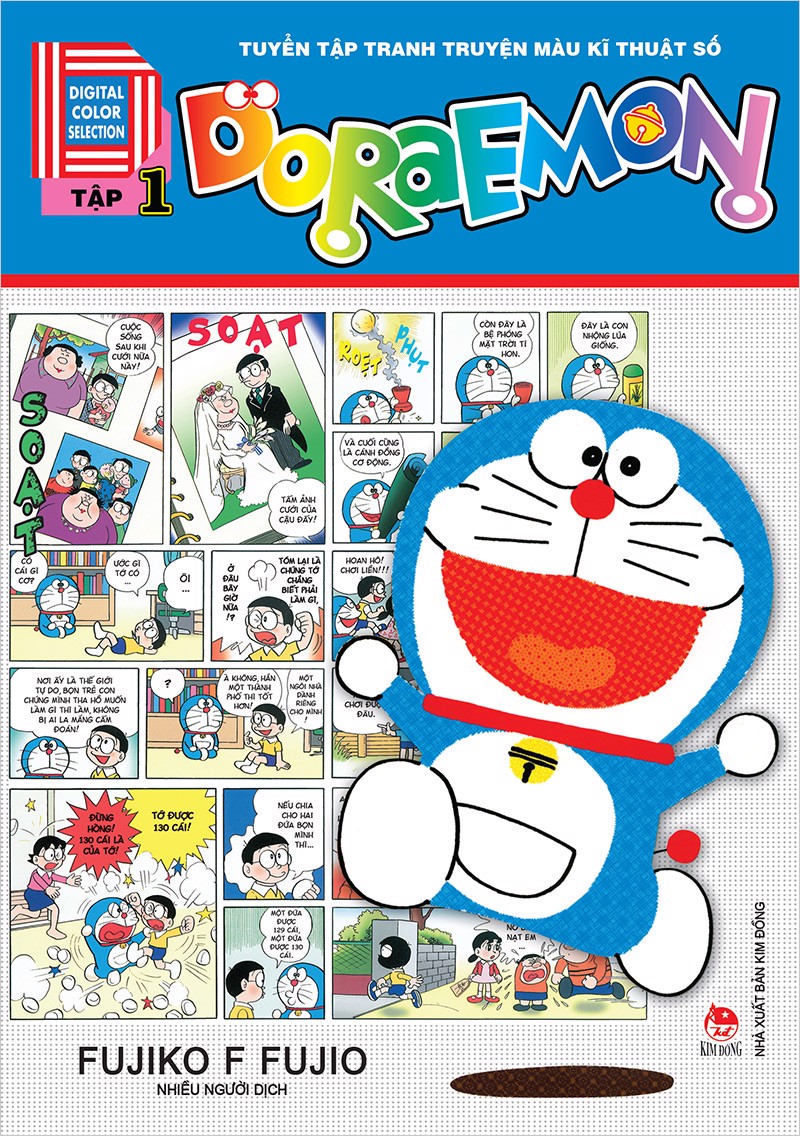 TUYỂN TẬP TRANH TRUYỆN MÀU KĨ THUẬT SỐ
DIGITAL
COLOR
SELECTION
TẬP 1
DORAEMON
CUỘC
SỐNG
SAU KHI
CƯỚI NỮA
NÀY!
SOẠT
SOẠT
TẤM ẢNH
CƯỚI CỦA
CẬU ĐẤY!
ROẸT
PHỤT
CÒN ĐÂY LÀ
BỆ PHÓNG
MẶT TRỜI TÍ
HON.
ĐÂY LÀ CON
NHỘNG LÚA
GIỐNG.
VÀ CUỐI CÙNG
LÀ CÁNH ĐỒNG
CƠ ĐỘNG.
CÓ
CÁI GÌ
CƠ?
ƯỚC GÌ
TỚ CÓ
...
ÔI
...
Ở
ĐÂU
BÂY
GIỜ
NỮA
!?
TÓM LẠI LÀ
CHÚNG TỚ
CHẲNG
BIẾT PHẢI
LÀM GÌ,
HOAN HÔ!
CHƠI LIỀN!!!
NƠI ẤY LÀ THẾ GIỚI
TỰ DO, BỌN TRẺ CON
CHÚNG MÌNH THA HỒ MUỐN
LÀM GÌ THÌ LÀM, KHÔNG
BỊ AI LA MẮNG CẤM
ĐOÁN!
?
À KHÔNG, HẲN
MỘT THÀNH
PHỐ THÌ TỐT
HƠN!
MỘT
NGÔI NHÀ
DÀNH
RIÊNG CHO
MÌNH !
CHƠI ĐƯỢC
ĐÂU.
ĐỪNG
HÒNG!
130 CÁI LÀ
CỦA TỚ!
TỚ ĐƯỢC
130 CÁI!
NẾU CHIA
CHO HAI
ĐỨA BỌN
MÌNH
THÌ...
MỘT ĐỨA
ĐƯỢC
129 CÁI,
MỘT ĐỨA
ĐƯỢC 130
CÁI.
NẠT EM
...
FUJIKO F FUJIO
NHIỀU NGƯỜI DỊCH
KIM ĐỒNG
NHÀ XUẤT BẢN KIM ĐỒNG